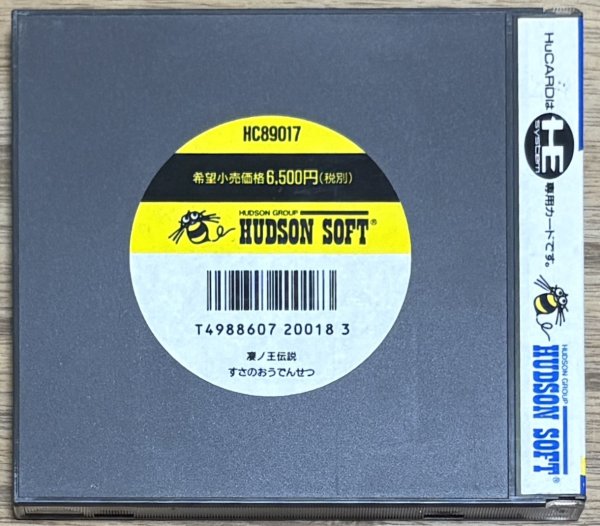 HC89017
希望小売価格6,500円(税別)
HUDSON GROUP
HUDSON SOFT®
T4988607 20018 3
凄ノ王伝説
すさのおうでんせつ
HuCARDは
HE
system
専用カードです。
HUDSON GROUP
HUDSON SOFT®